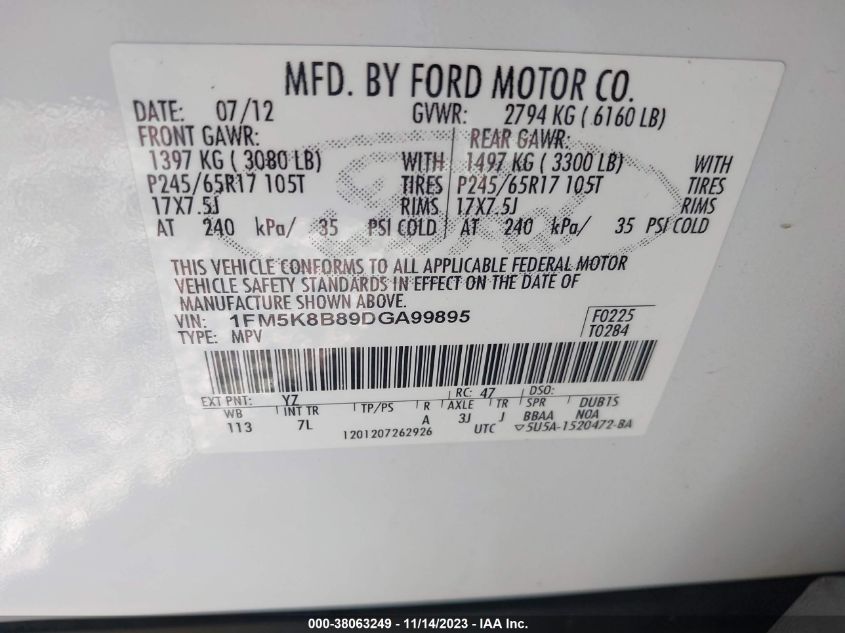 MFD. BY FORD MOTOR CO.
DATE: 07/12 GVWR: 2794 KG ( 6160 LB)
FRONT GAWR: REAR GAWR:
1397 KG ( 3080 LB) WITH 1497 KG ( 3300 LB) WITH
P245/65R17 105T TIRES P245/65R17 105T TIRES
17X7.5J RIMS 17X7.5J RIMS
AT 240 kPa/ 35 PSI COLD AT 240 kPa/ 35 PSI COLD
THIS VEHICLE CONFORMS TO ALL APPLICABLE FEDERAL MOTOR
VEHICLE SAFETY STANDARDS IN EFFECT ON THE DATE OF
MANUFACTURE SHOWN ABOVE.
VIN: 1FM5K8B89DGA99895 F0225
TYPE: MPV T0284
EXT PNT: YZ RC: 47 DSO:
WB INT TR TP/PS R AXLE TR SPR DUB1S
113 7L A 3J J BBAA N0A
1201207262926 UTC ▽5U5A-1520472-BA
000-38063249 - 11/14/2023 - IAA Inc.